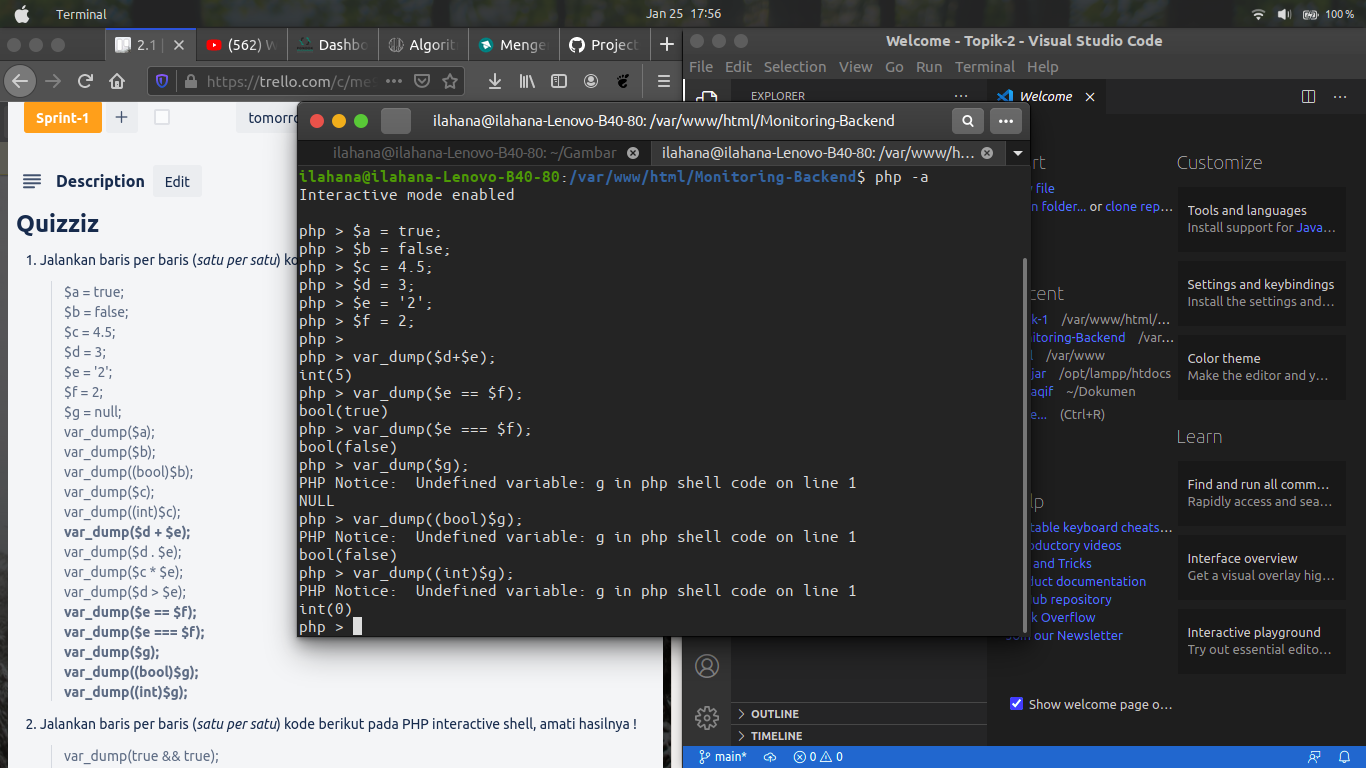 Terminal
Jan 25 17:56
100 %
2.1 |
(562)
Dashbo
Algorit
Menge
Project
https://trello.com/c/me
Welcome - Topik-2 - Visual Studio Code
File Edit Selection View Go Run Terminal Help
EXPLORER
Welcome
Sprint-1
tomorro
Description
Edit
Quizziz
1. Jalankan baris per baris (satu per satu) ko
$a = true;
$b = false;
$c = 4.5;
$d = 3;
$e = '2';
$f = 2;
$g = null;
var_dump($a);
var_dump($b);
var_dump((bool)$b);
var_dump($c);
var_dump((int)$c);
var_dump($d + $e);
var_dump($d . $e);
var_dump($c * $e);
var_dump($d > $e);
var_dump($e == $f);
var_dump($e === $f);
var_dump($g);
var_dump((bool)$g);
var_dump((int)$g);
2. Jalankan baris per baris (satu per satu) kode berikut pada PHP interactive shell, amati hasilnya !
var_dump(true && true);
ilahana@ilahana-Lenovo-B40-80: /var/www/html/Monitoring-Backend
ilahana@ilahana-Lenovo-B40-80: ~/Gambar
ilahana@ilahana-Lenovo-B40-80: /var/www/h…
ilahana@ilahana-Lenovo-B40-80:/var/www/html/Monitoring-Backend$ php -a
Interactive mode enabled
php > $a = true;
php > $b = false;
php > $c = 4.5;
php > $d = 3;
php > $e = '2';
php > $f = 2;
php >
php > var_dump($d+$e);
int(5)
php > var_dump($e == $f);
bool(true)
php > var_dump($e === $f);
bool(false)
php > var_dump($g);
PHP Notice:  Undefined variable: g in php shell code on line 1
NULL
php > var_dump((bool)$g);
PHP Notice:  Undefined variable: g in php shell code on line 1
bool(false)
php > var_dump((int)$g);
PHP Notice:  Undefined variable: g in php shell code on line 1
int(0)
php >
rt
file
n folder... or clone rep...
cent
k-1 /var/www/html/...
itoring-Backend /var...
/var/www
jar /opt/lampp/htdocs
aqif ~/Dokumen
e... (Ctrl+R)
lp
table keyboard cheats...
oductory videos
and Tricks
uct documentation
ub repository
k Overflow
our Newsletter
Customize
Tools and languages
Install support for Java...
Settings and keybindings
Install the settings and...
Color theme
Make the editor and y...
Learn
Find and run all comm...
Rapidly access and sea...
Interface overview
Get a visual overlay hig...
Interactive playground
Try out essential edito...
Show welcome page o...
OUTLINE
TIMELINE
main*
0
0